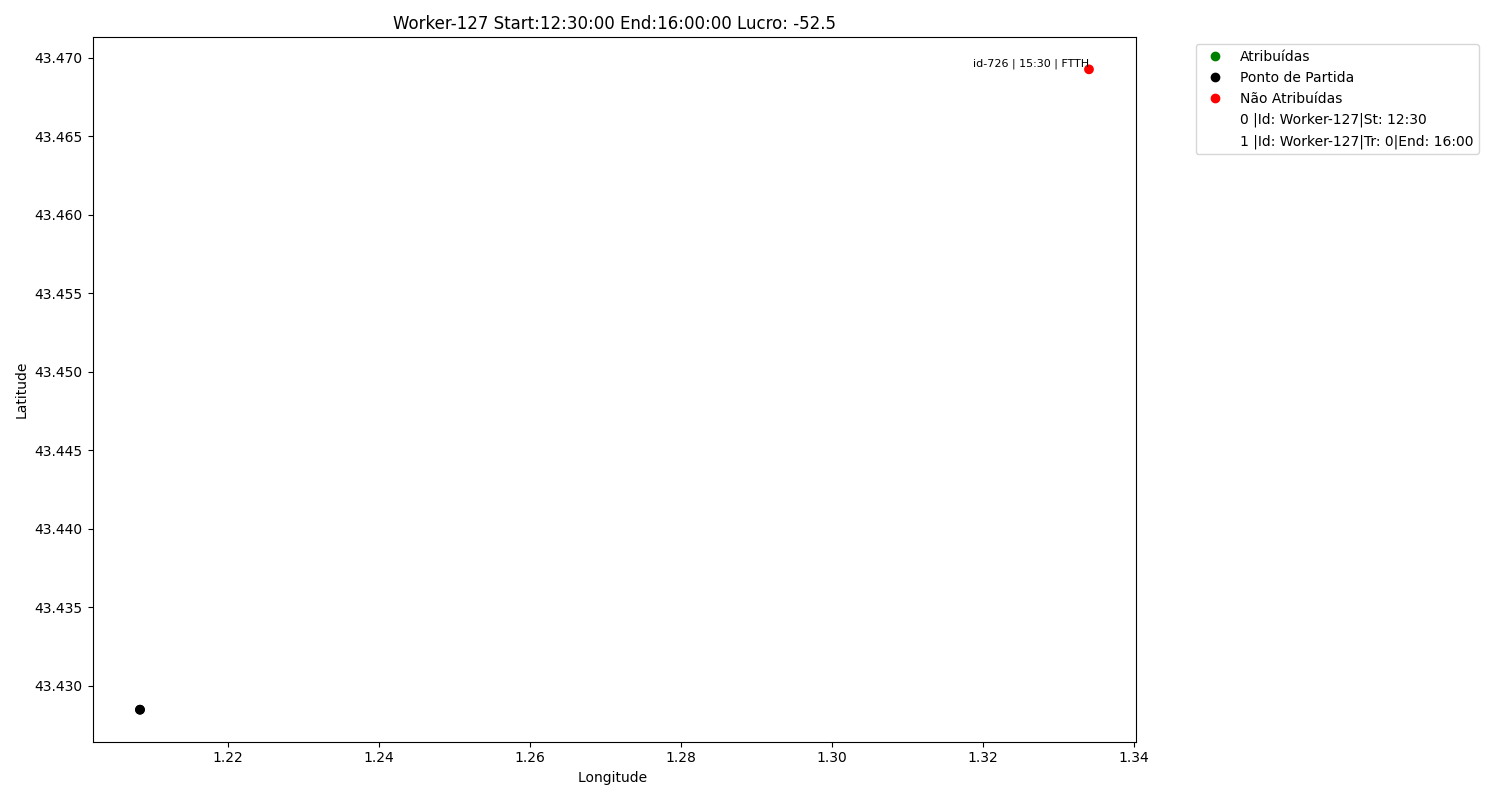 Worker-127 Start:12:30:00 End:16:00:00 Lucro: -52.5
43.470
43.465
43.460
43.455
43.450
43.445
43.440
43.435
43.430
Latitude
id-726 | 15:30 | FTTH
1.22
1.24
1.26
1.28
1.30
1.32
1.34
Longitude
Atribuídas
Ponto de Partida
Não Atribuídas
0 |Id: Worker-127|St: 12:30
1 |Id: Worker-127|Tr: 0|End: 16:00